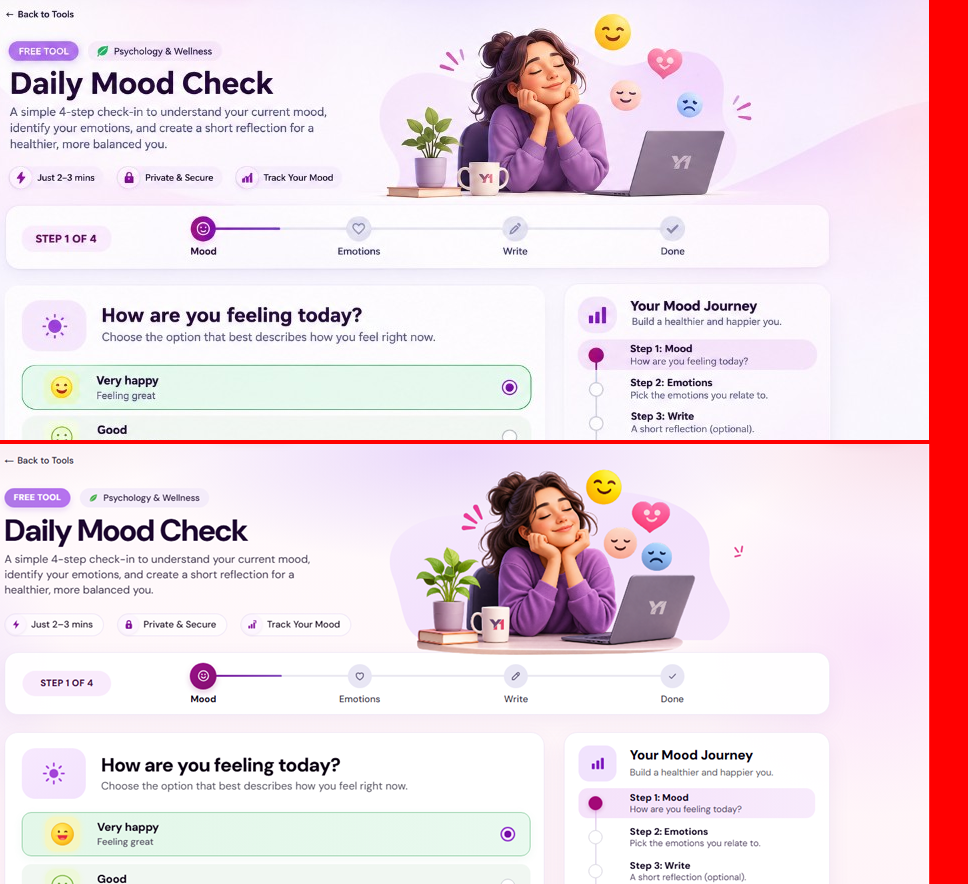 ← Back to Tools
FREE TOOL
Psychology & Wellness
Daily Mood Check
A simple 4-step check-in to understand your current mood,
identify your emotions, and create a short reflection for a
healthier, more balanced you.
Just 2–3 mins
Private & Secure
Track Your Mood
STEP 1 OF 4
Mood
Emotions
Write
Done
How are you feeling today?
Choose the option that best describes how you feel right now.
Very happy
Feeling great
Good
Your Mood Journey
Build a healthier and happier you.
Step 1: Mood
How are you feeling today?
Step 2: Emotions
Pick the emotions you relate to.
Step 3: Write
A short reflection (optional).
← Back to Tools
FREE TOOL
Psychology & Wellness
Daily Mood Check
A simple 4-step check-in to understand your current mood,
identify your emotions, and create a short reflection for a
healthier, more balanced you.
Just 2–3 mins
Private & Secure
Track Your Mood
STEP 1 OF 4
Mood
Emotions
Write
Done
How are you feeling today?
Choose the option that best describes how you feel right now.
Very happy
Feeling great
Good
Your Mood Journey
Build a healthier and happier you.
Step 1: Mood
How are you feeling today?
Step 2: Emotions
Pick the emotions you relate to.
Step 3: Write
A short reflection (optional).